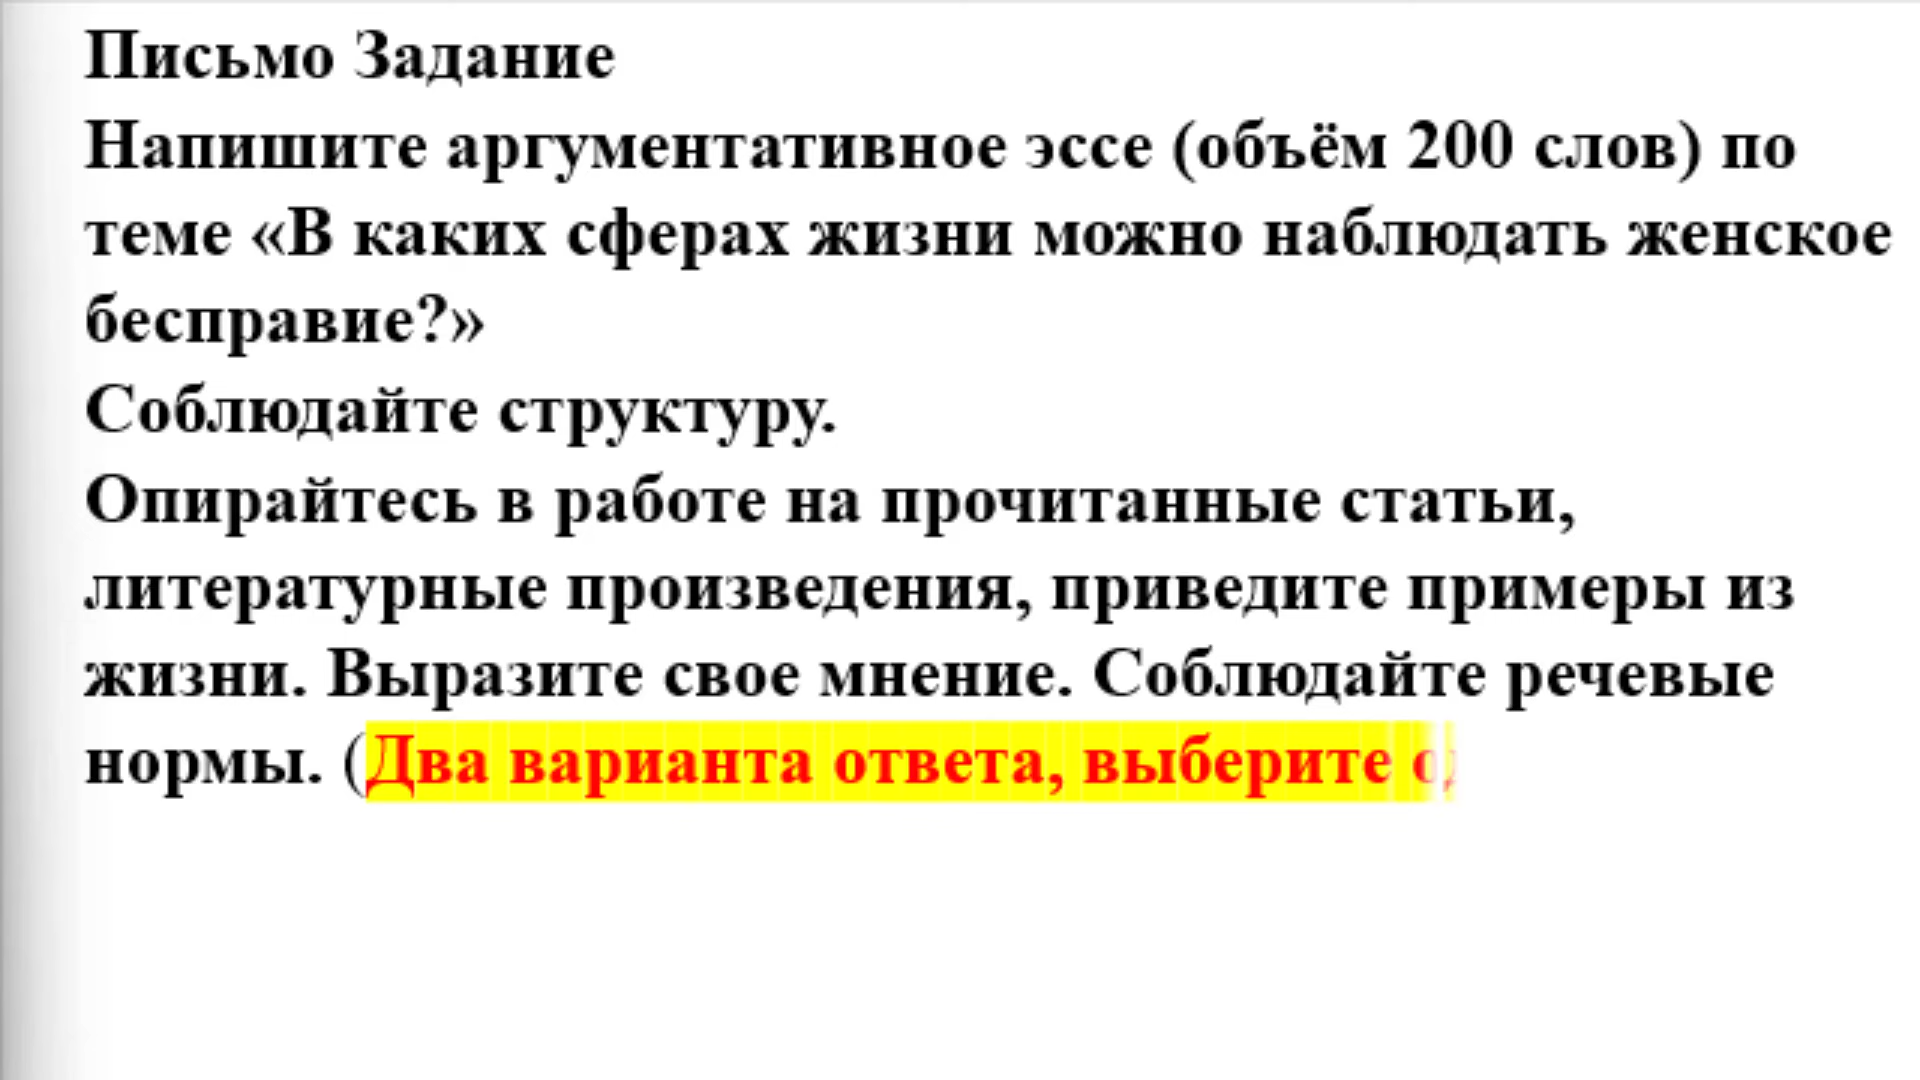 Письмо Задание
Напишите аргументативное эссе (объём 200 слов) по
теме «В каких сферах жизни можно наблюдать женское
бесправие?»
Соблюдайте структуру.
Опирайтесь в работе на прочитанные статьи,
литературные произведения, приведите примеры из
жизни. Выразите свое мнение. Соблюдайте речевые
нормы. (Два варианта ответа, выберите